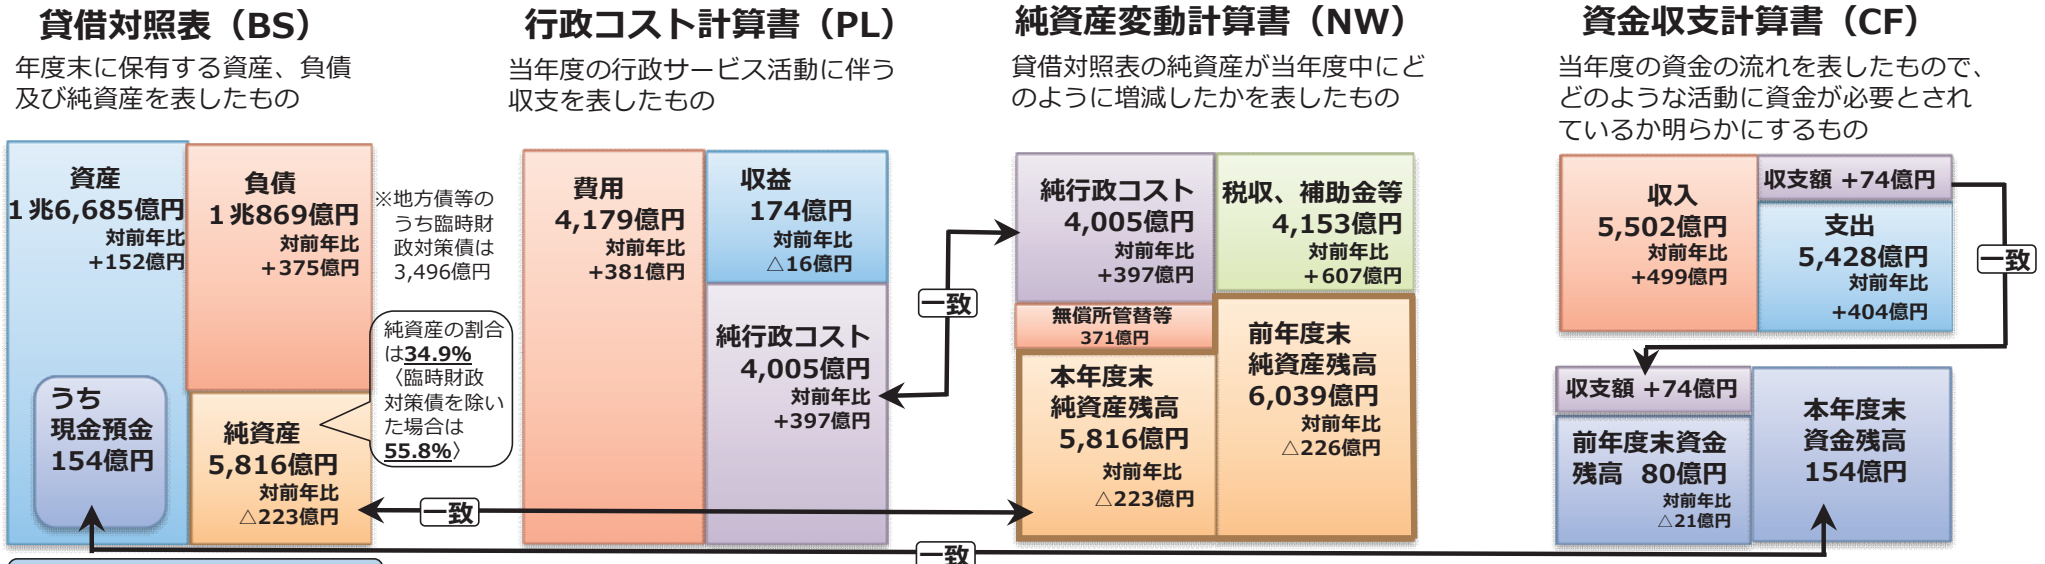 貸借対照表（BS）
年度末に保有する資産、負債
及び純資産を表したもの
資産
1兆6,685億円
対前年比
+152億円
うち
現金預金
154億円
負債
1兆869億円
対前年比
+375億円
純資産
5,816億円
対前年比
△223億円
※地方債等の
うち臨時財
政対策債は
3,496億円
純資産の割合
は34.9%
〈臨時財政
対策債を除い
た場合は
55.8%〉
行政コスト計算書（PL）
当年度の行政サービス活動に伴う
収支を表したもの
費用
4,179億円
対前年比
+381億円
収益
174億円
対前年比
△16億円
純行政コスト
4,005億円
対前年比
+397億円
一致
一致
一致
純資産変動計算書（NW）
貸借対照表の純資産が当年度中にど
のように増減したかを表したもの
純行政コスト
4,005億円
対前年比
+397億円
無償所管替等
371億円
本年度末
純資産残高
5,816億円
対前年比
△223億円
税収、補助金等
4,153億円
対前年比
+607億円
前年度末
純資産残高
6,039億円
対前年比
△226億円
資金収支計算書（CF）
当年度の資金の流れを表したもので、
どのような活動に資金が必要とされ
ているか明らかにするもの
収入
5,502億円
対前年比
+499億円
収支額 +74億円
支出
5,428億円
対前年比
+404億円
一致
収支額 +74億円
前年度末資金
残高 80億円
対前年比
△21億円
本年度末
資金残高
154億円